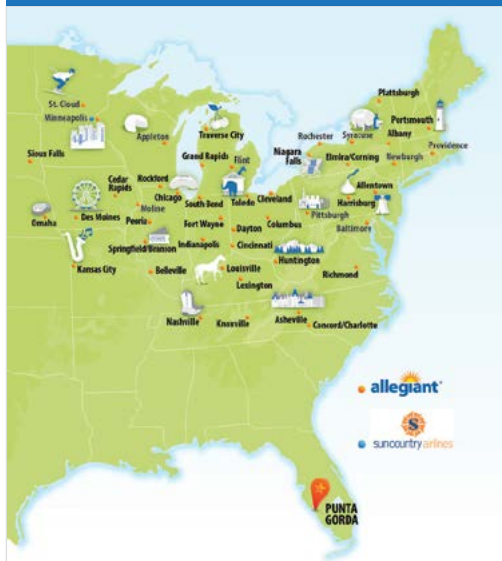 Plattsburgh
St. Cloud
Portsmouth
Minneapolis
Traverse City
Rochester
Syracuse
Albany
Appleton
Niagara
Falls
Providence
Sioux Falls
Grand Rapids
Flint
Elmira/Corning
Newburgh
Cedar
Rapids
Rockford
Chicago
South Bend
Toledo
Cleveland
Allentown
Harrisburg
Moline
Pittsburgh
Omaha
Des Moines
Peoria
Fort Wayne
Dayton
Columbus
Baltimore
Springfield/Branson
Indianapolis
Cincinnati
Huntington
Kansas City
Belleville
Louisville
Richmond
Lexington
Nashville
Knoxville
Asheville
Concord/Charlotte
allegiant
S
suncountry airlines
PUNTA
GORDA